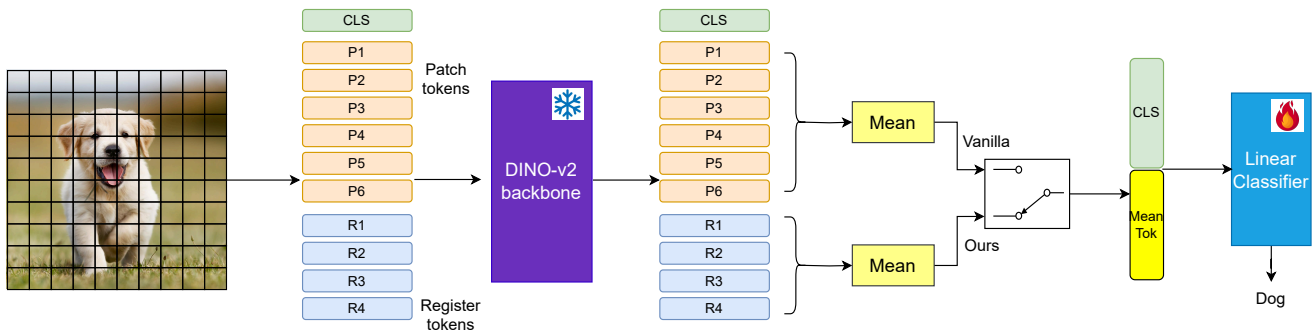 CLS
P1
P2
P3
P4
P5
P6
R1
R2
R3
R4
Patch
tokens
Register
tokens
DINO-v2
backbone
CLS
P1
P2
P3
P4
P5
P6
R1
R2
R3
R4
Mean
Mean
Vanilla
Ours
CLS
Mean
Tok
Linear
Classifier
Dog